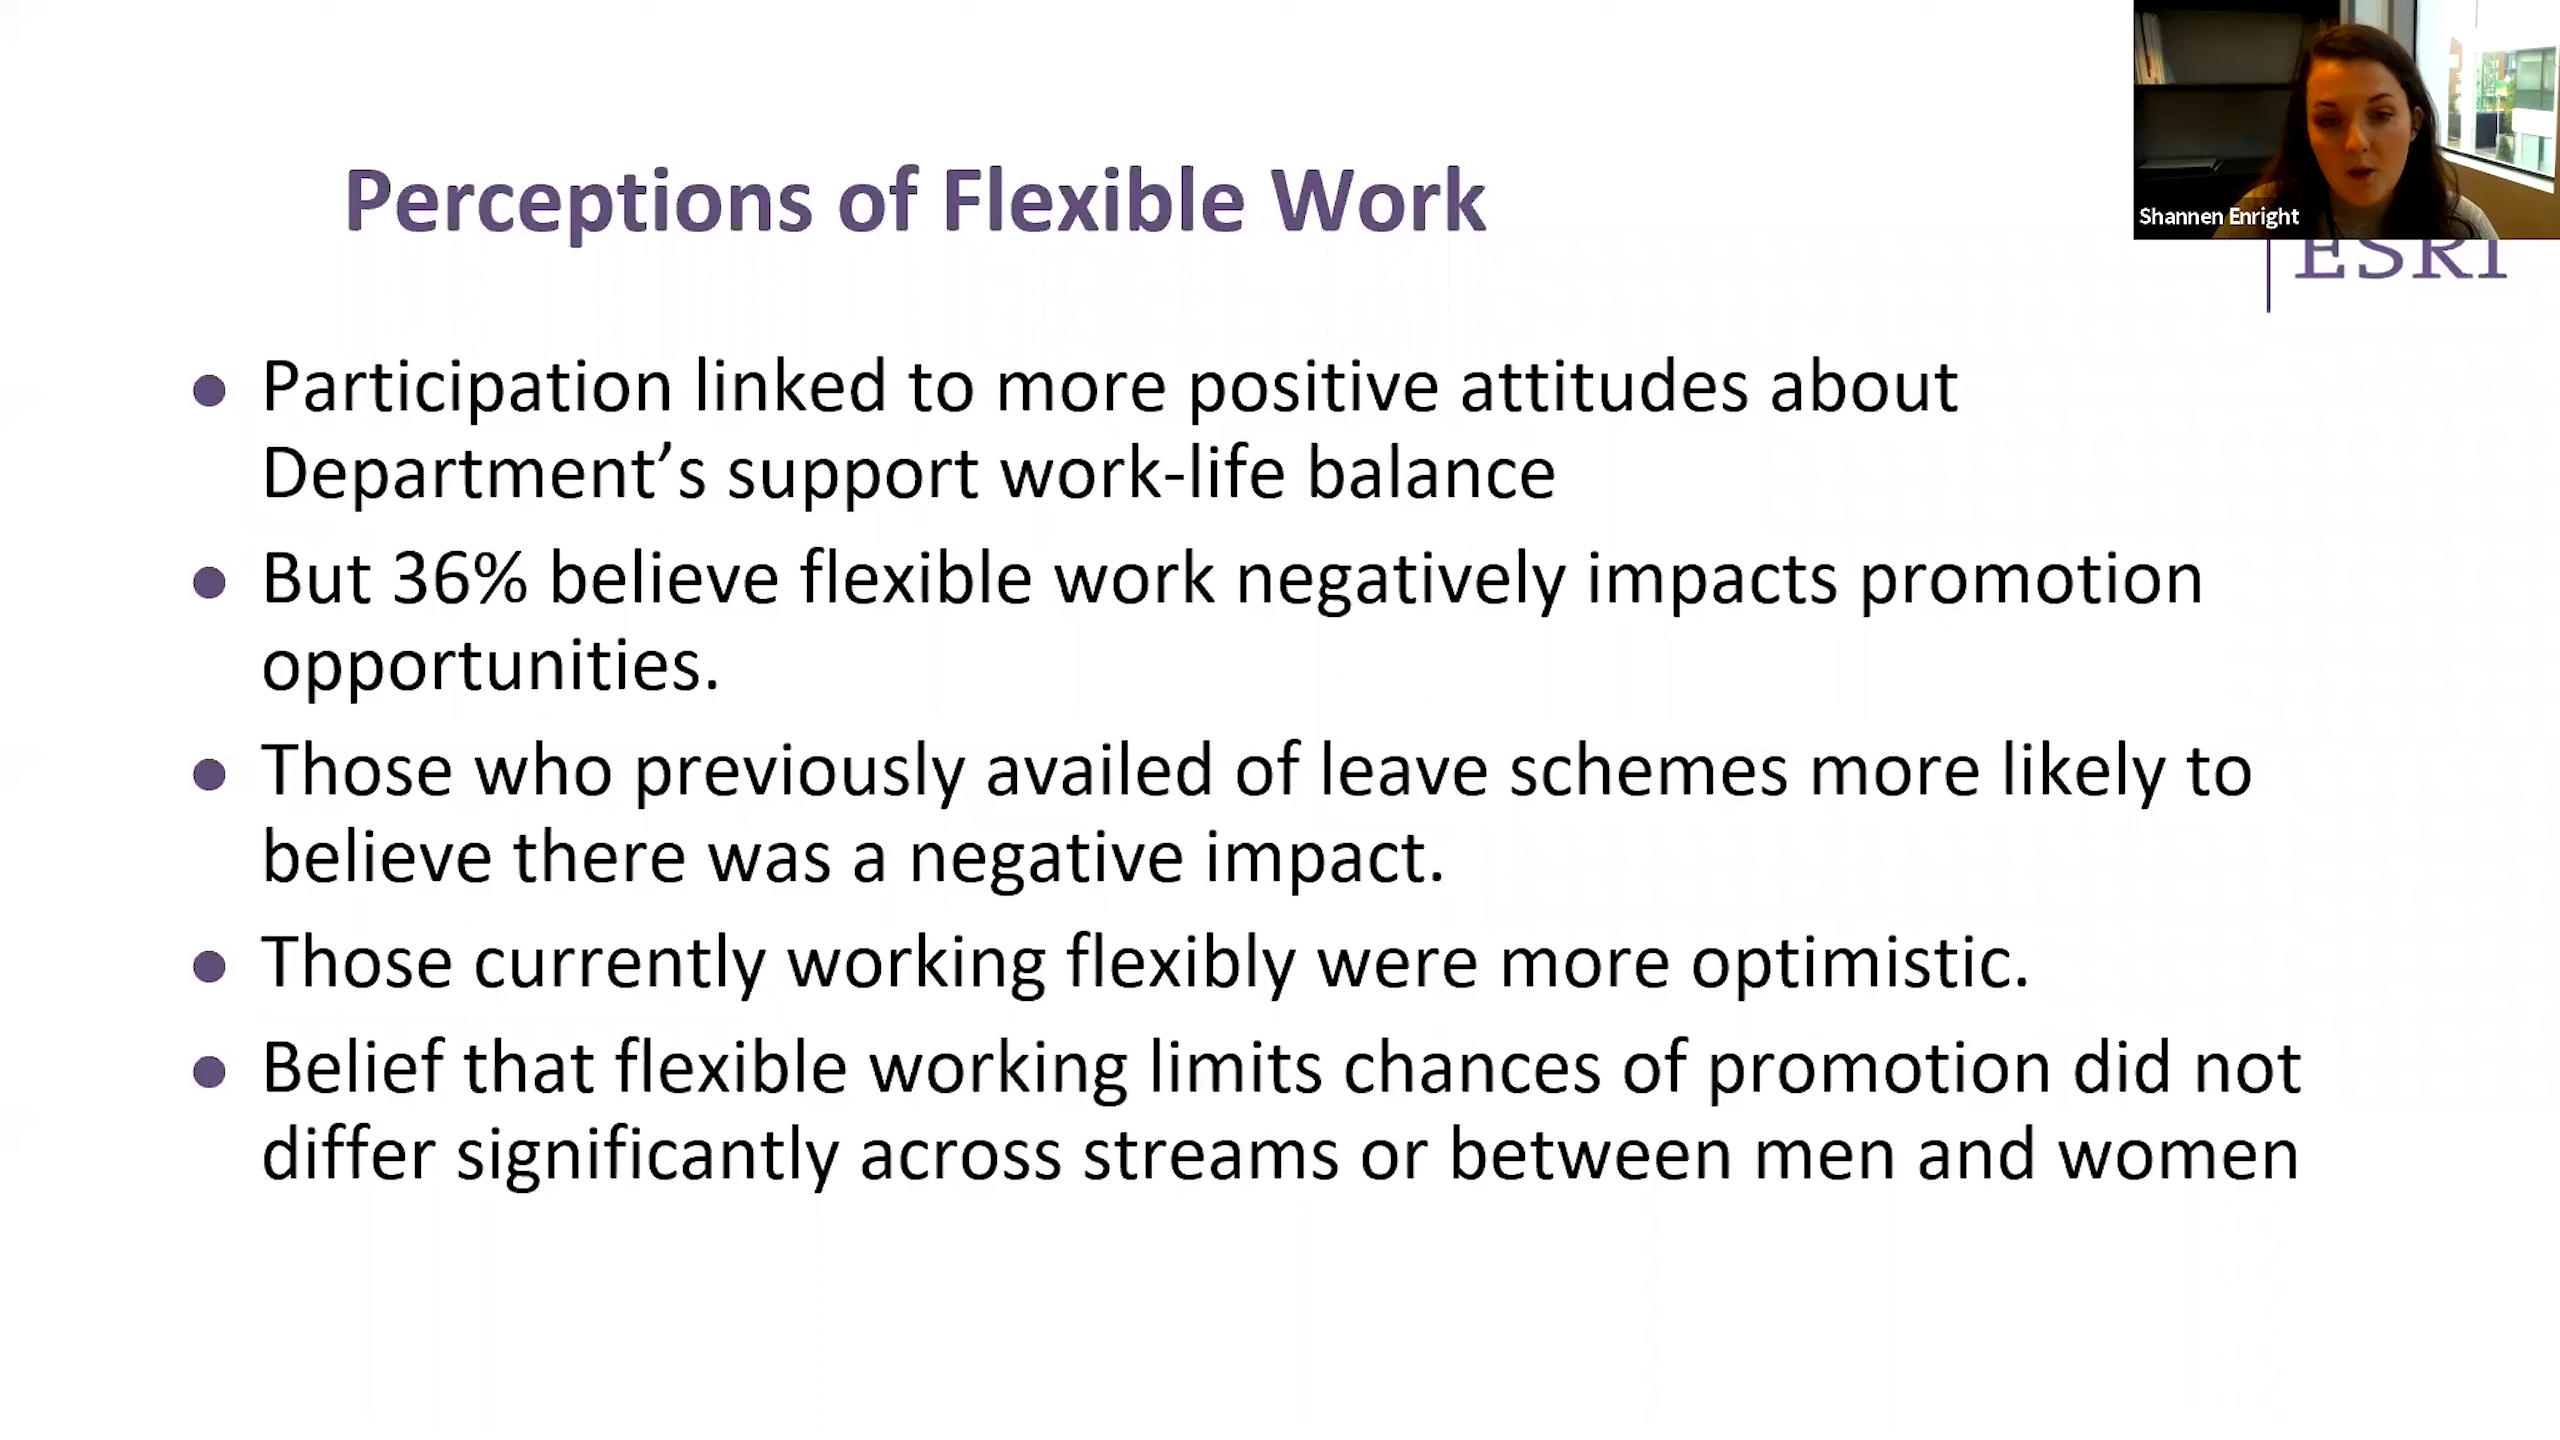 Perceptions of Flexible Work
Shannen Enright
ESRI
Participation linked to more positive attitudes about
Department’s support work-life balance
But 36% believe flexible work negatively impacts promotion
opportunities.
Those who previously availed of leave schemes more likely to
believe there was a negative impact.
Those currently working flexibly were more optimistic.
Belief that flexible working limits chances of promotion did not
differ significantly across streams or between men and women